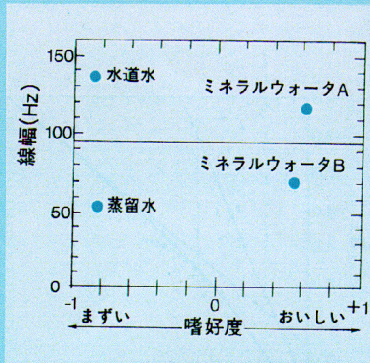 線幅(Hz)
150
100
50
0
水道水
ミネラルウォータA
ミネラルウォータB
蒸留水
-1
0
+1
まずい
おいしい
嗜好度